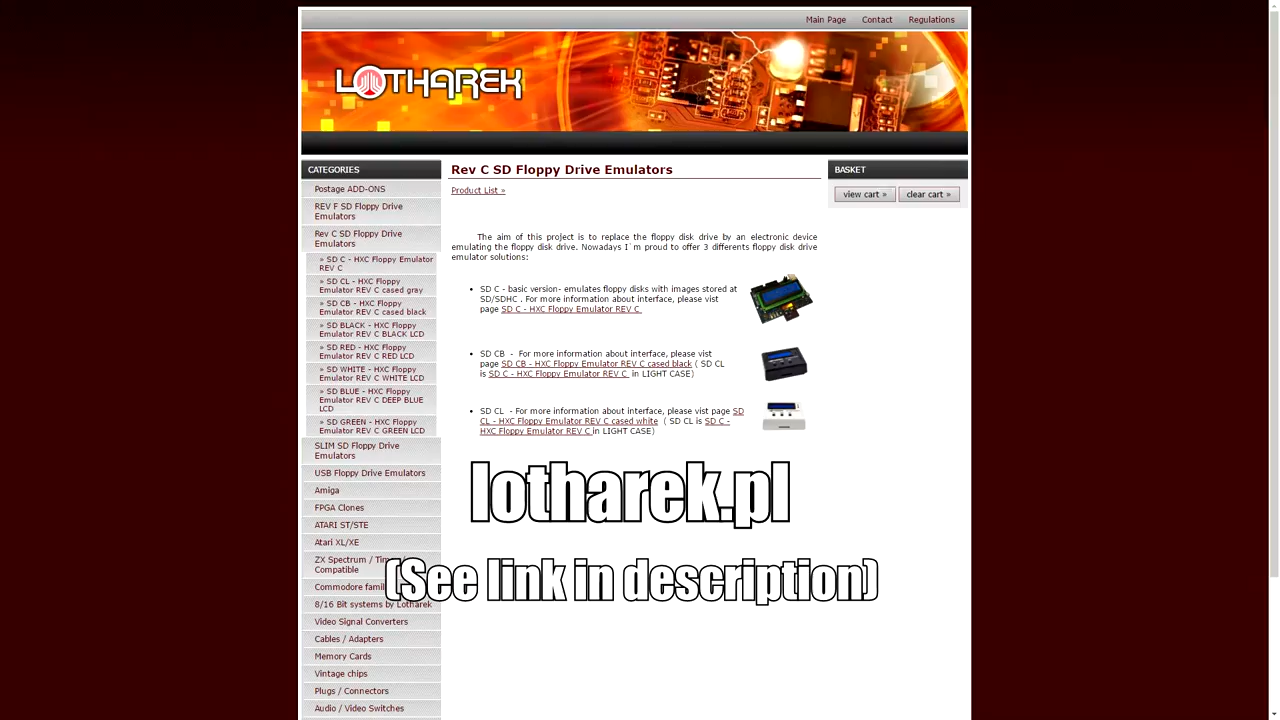 Main Page Contact Regulations
LOTHAREK
CATEGORIES
Postage ADD-ONS
REV F SD Floppy Drive
Emulators
Rev C SD Floppy Drive
Emulators
» SD C - HXC Floppy Emulator
REV C
» SD CL - HXC Floppy
Emulator REV C cased gray
» SD CB - HXC Floppy
Emulator REV C cased black
» SD BLACK - HXC Floppy
Emulator REV C BLACK LCD
» SD RED - HXC Floppy
Emulator REV C RED LCD
» SD WHITE - HXC Floppy
Emulator REV C WHITE LCD
» SD BLUE - HXC Floppy
Emulator REV C DEEP BLUE
LCD
» SD GREEN - HXC Floppy
Emulator REV C GREEN LCD
SLIM SD Floppy Drive
Emulators
USB Floppy Drive Emulators
Amiga
FPGA Clones
ATARI ST/STE
Atari XL/XE
ZX Spectrum /
Compatible
Commodore
8/16 Bit systems by Lotharek
Video Signal Converters
Cables / Adapters
Memory Cards
Vintage chips
Plugs / Connectors
Audio / Video Switches
Rev C SD Floppy Drive Emulators
Product List »
The aim of this project is to replace the floppy disk drive by an electronic device
emulating the floppy disk drive. Nowadays I`m proud to offer 3 differents floppy disk drive
emulator solutions:
• SD C - basic version- emulates floppy disks with images stored at
SD/SDHC . For more information about interface, please vist
page SD C - HXC Floppy Emulator REV C
• SD CB - For more information about interface, please vist
page SD CB - HXC Floppy Emulator REV C cased black ( SD CL
is SD C - HXC Floppy Emulator REV C in LIGHT CASE)
• SD CL - For more information about interface, please vist page SD
CL - HXC Floppy Emulator REV C cased white ( SD CL is SD C -
HXC Floppy Emulator REV C in LIGHT CASE)
lotharek.pl
(See link in description)
BASKET
view cart » clear cart »